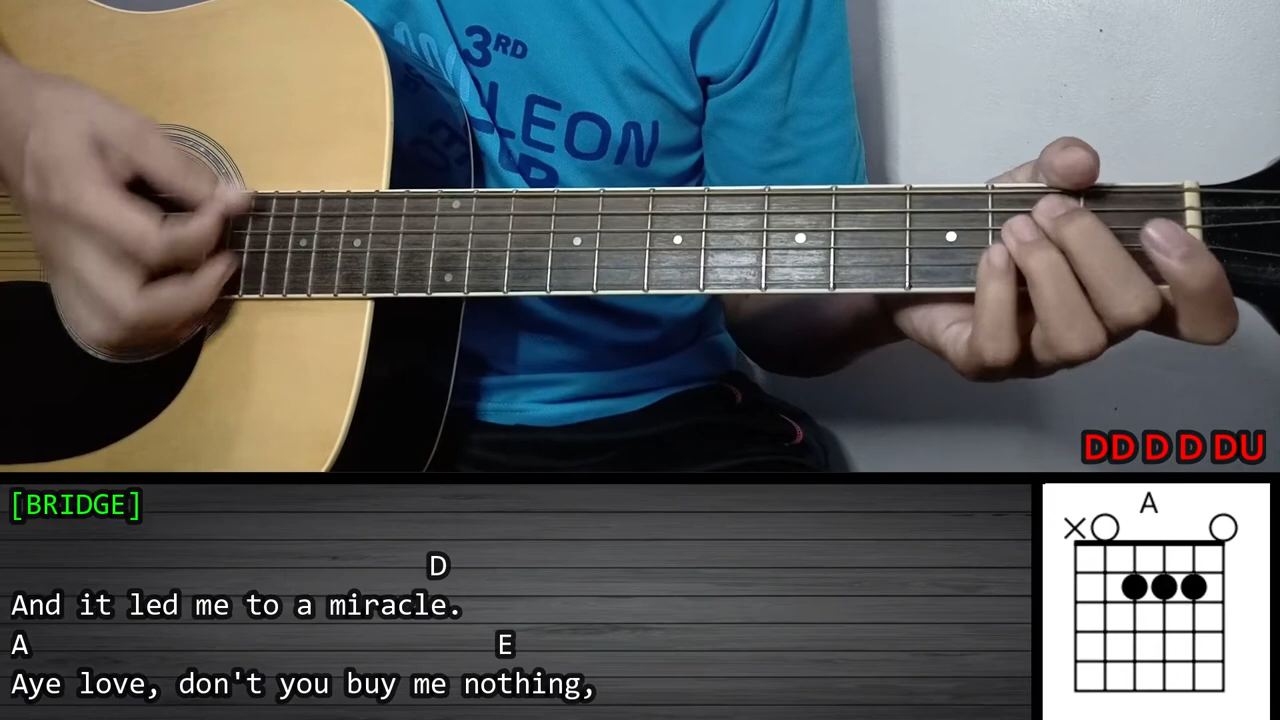 3RD
LEON
DD D D DU
[BRIDGE]
A
D
And it led me to a miracle.
A E
Aye love, don't you buy me nothing,